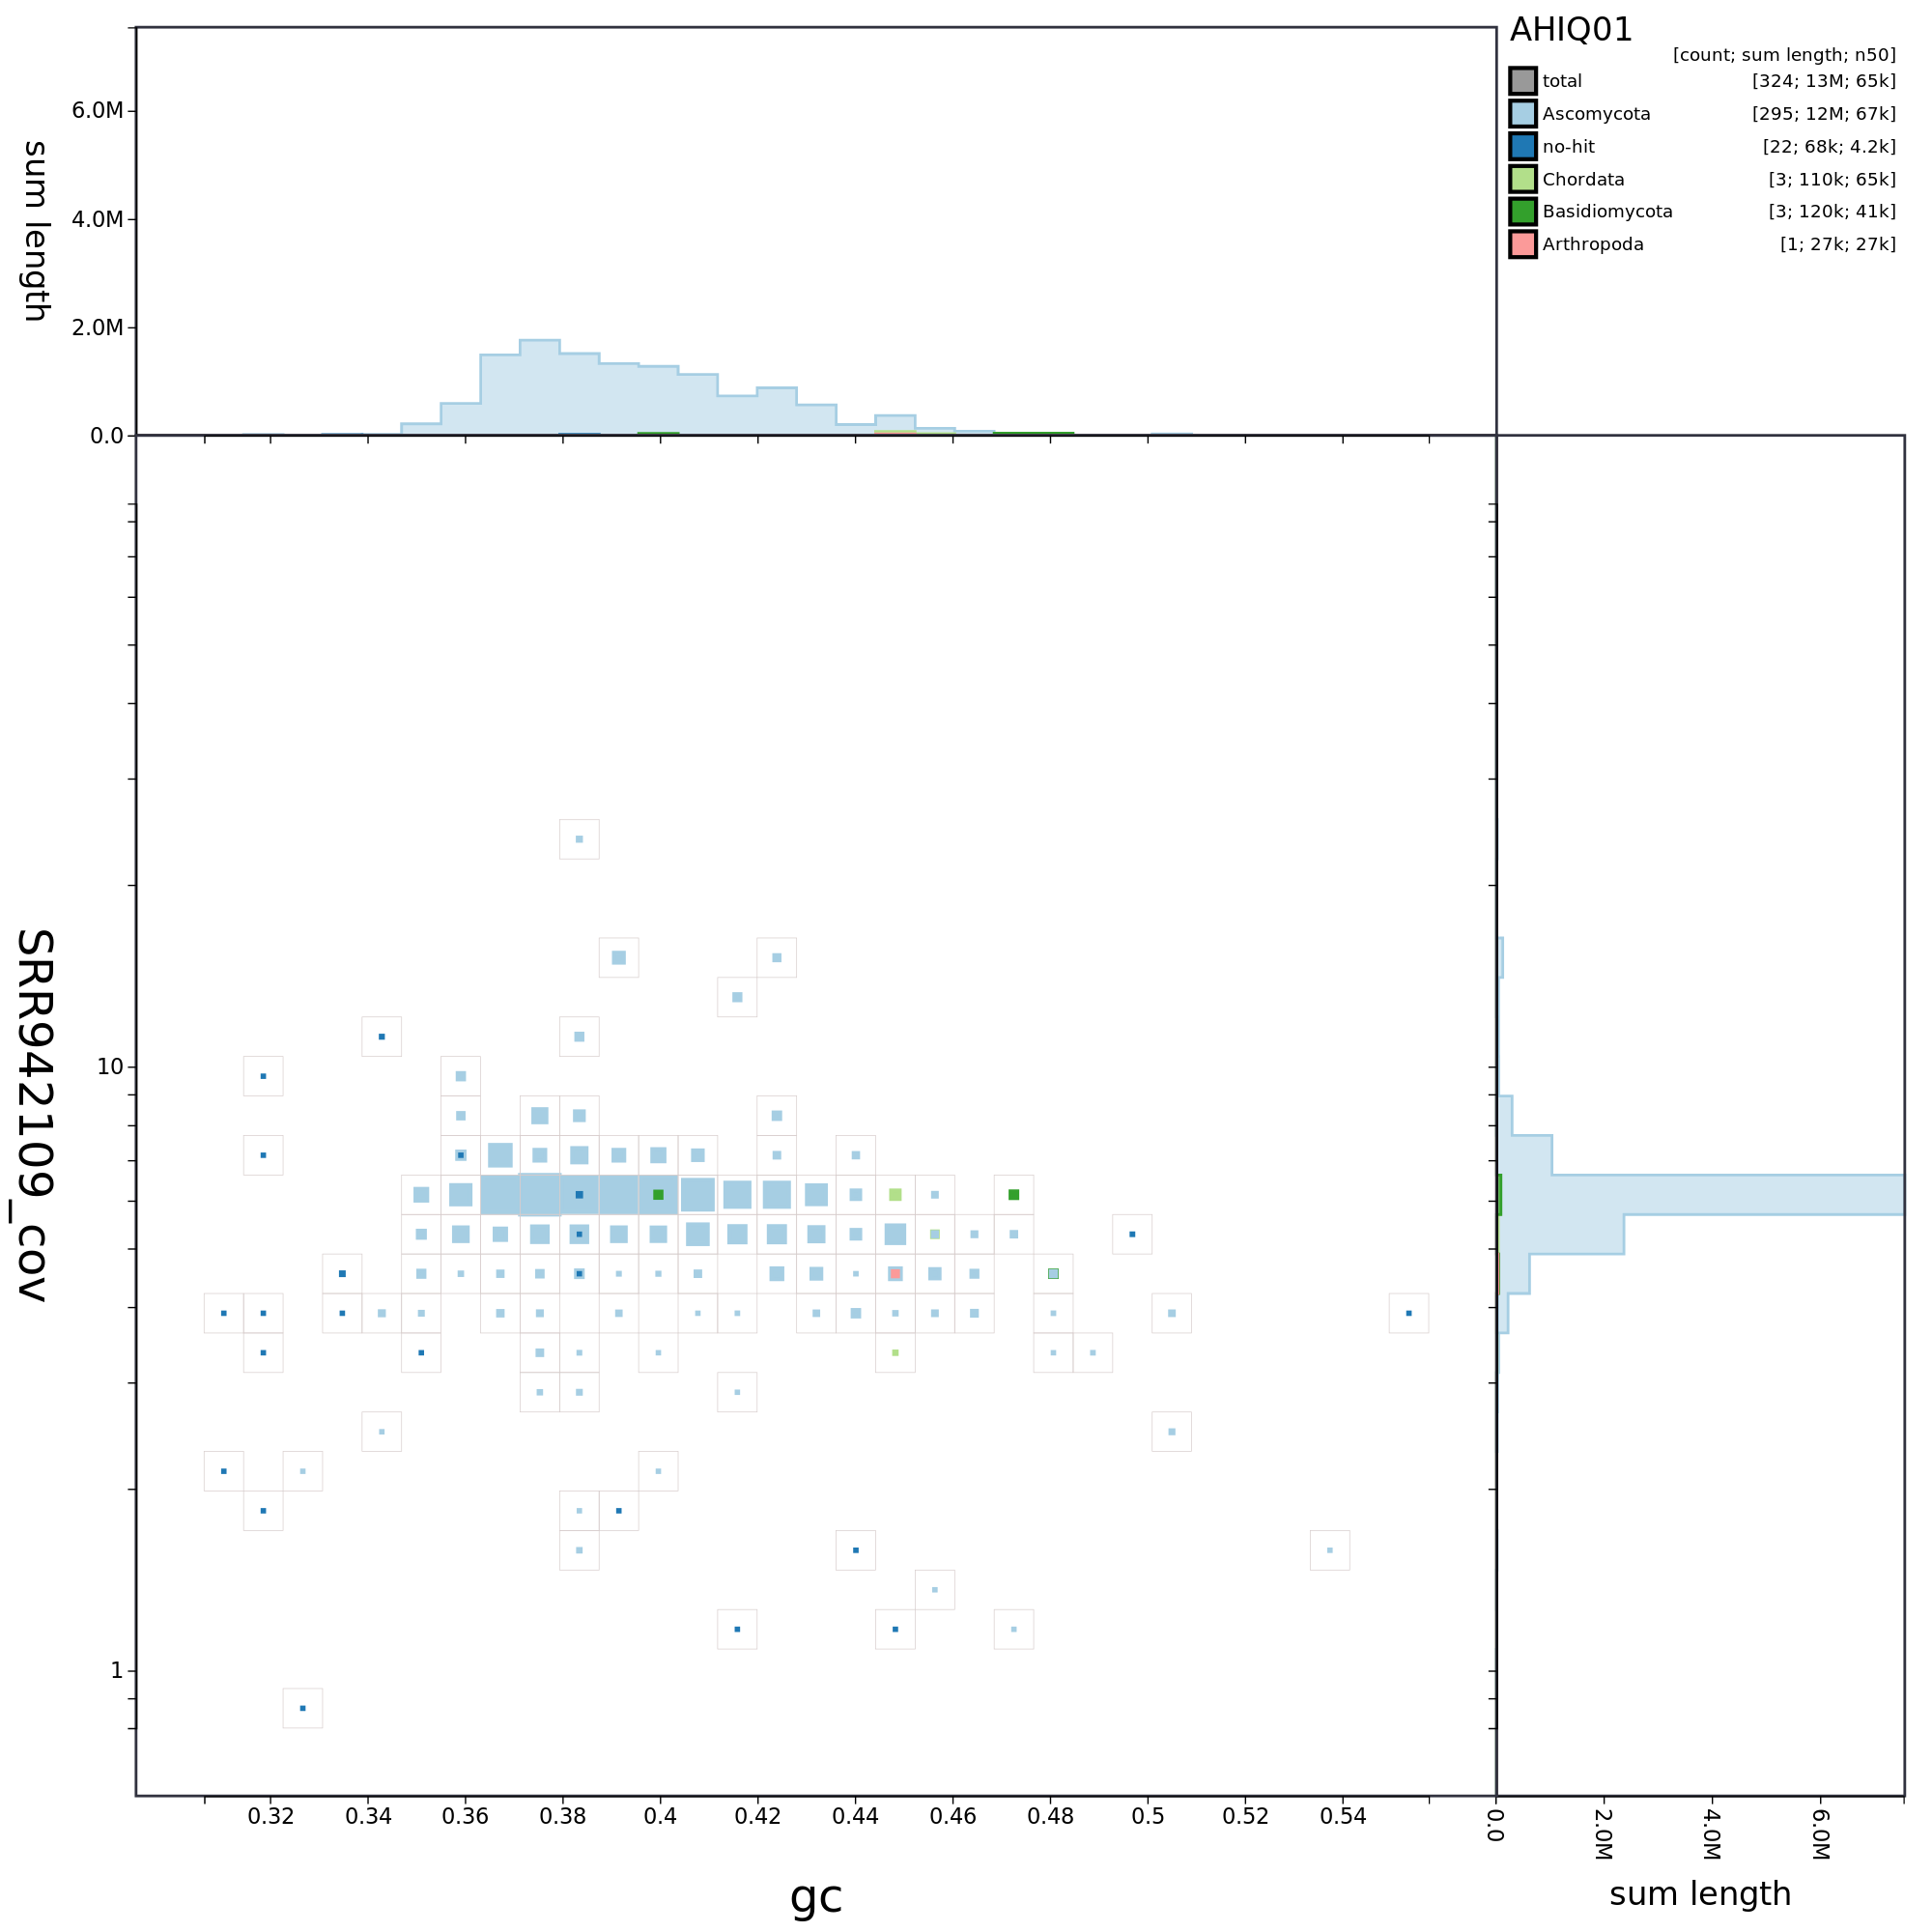 AHIQ01
[count; sum length; n50]
total [324; 13M; 65k]
Ascomycota [295; 12M; 67k]
no-hit [22; 68k; 4.2k]
Chordata [3; 110k; 65k]
Basidiomycota [3; 120k; 41k]
Arthropoda [1; 27k; 27k]
sum length
6.0M
4.0M
2.0M
0.0
SRR942109_cov
10
1
0.32 0.34 0.36 0.38 0.4 0.42 0.44 0.46 0.48 0.5 0.52 0.54
gc
0.0 2.0M 4.0M 6.0M
sum length